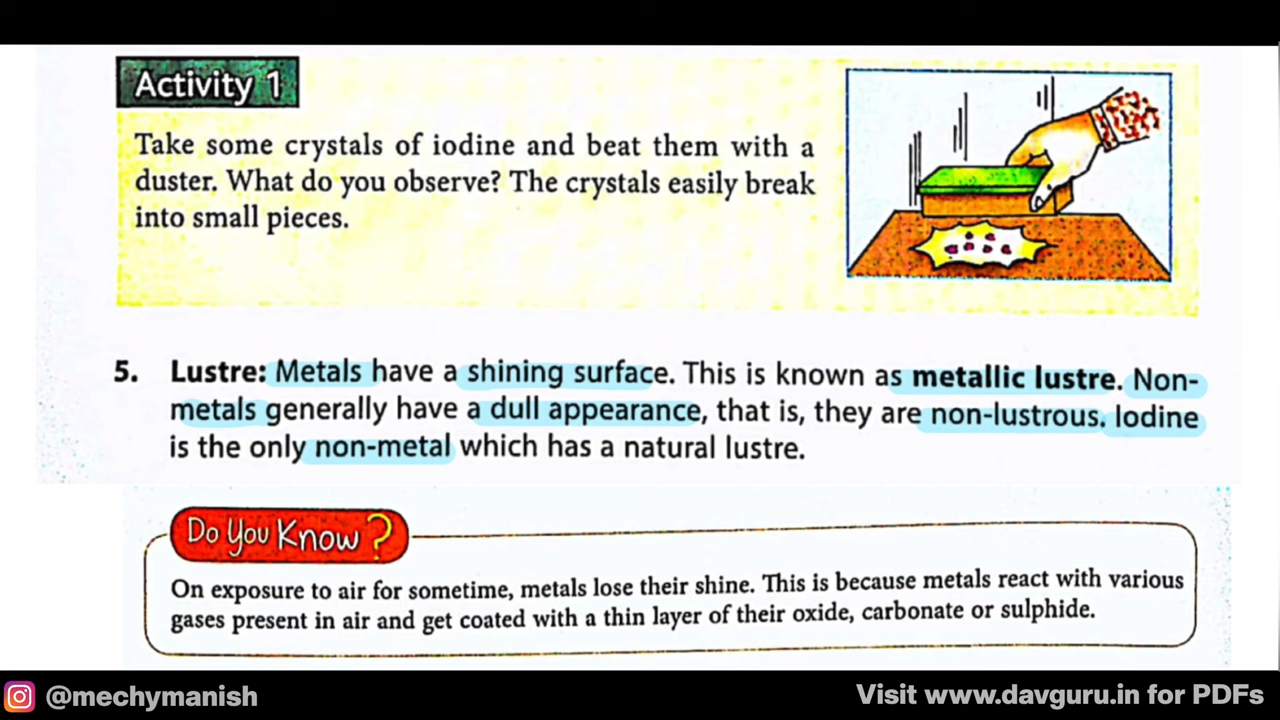 Activity 1
Take some crystals of iodine and beat them with a
duster. What do you observe? The crystals easily break
into small pieces.
5. Lustre: Metals have a shining surface. This is known as metallic lustre. Non-
metals generally have a dull appearance, that is, they are non-lustrous. Iodine
is the only non-metal which has a natural lustre.
Do You Know ?
On exposure to air for sometime, metals lose their shine. This is because metals react with various
gases present in air and get coated with a thin layer of their oxide, carbonate or sulphide.
@mechymanish
Visit www.davguru.in for PDFs